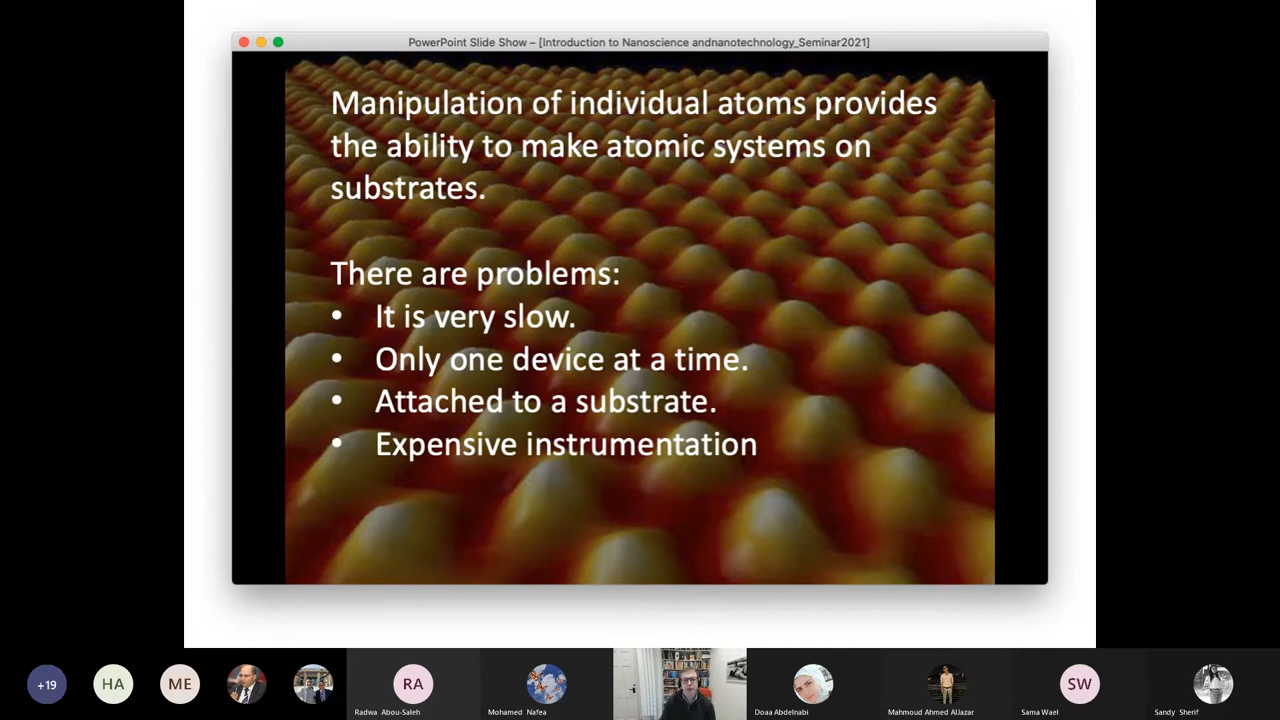 PowerPoint Slide Show – [Introduction to Nanoscience andnanotechnology_Seminar2021]
Manipulation of individual atoms provides
the ability to make atomic systems on
substrates.
There are problems:
• It is very slow.
• Only one device at a time.
• Attached to a substrate.
• Expensive instrumentation
+19
HA
ME
RA
SW
Radwa Abou-Saleh
Mohamed Nafea
Doaa Abdelnabi
Mahmoud Ahmed AlJazar
Sama Wael
Sandy Sherif